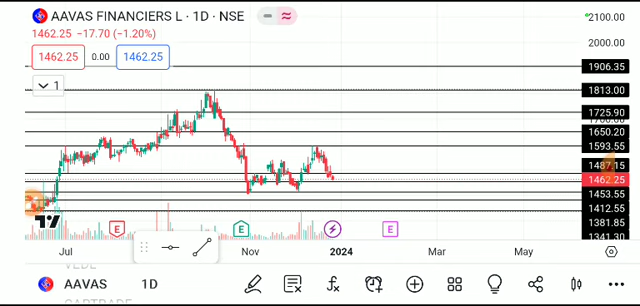 AAVAS FINANCIERS L · 1D · NSE
2100.00
1462.25 −17.70 (−1.20%)
2000.00
1462.25 0.00 1462.25
1906.35
1
1813.00
1725.90
1650.20
1593.55
1487.15
1462.25
1453.55
1412.55
1381.85
1341.30
E E E
Jul Nov 2024 Mar May
AAVAS 1D